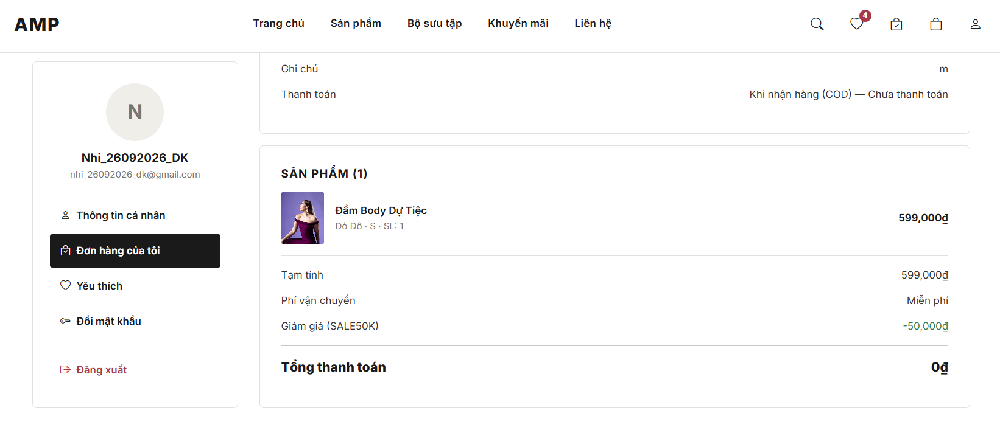 AMP
Trang chủ
Sản phẩm
Bộ sưu tập
Khuyến mãi
Liên hệ
4
N
Nhi_26092026_DK
nhi_26092026_dk@gmail.com
Thông tin cá nhân
Đơn hàng của tôi
Yêu thích
Đổi mật khẩu
Đăng xuất
Ghi chú m
Thanh toán Khi nhận hàng (COD) — Chưa thanh toán
SẢN PHẨM (1)
Đầm Body Dự Tiệc
Đỏ Đô · S · SL: 1
599,000₫
Tạm tính 599,000₫
Phí vận chuyển Miễn phí
Giảm giá (SALE50K) -50,000₫
Tổng thanh toán 0₫